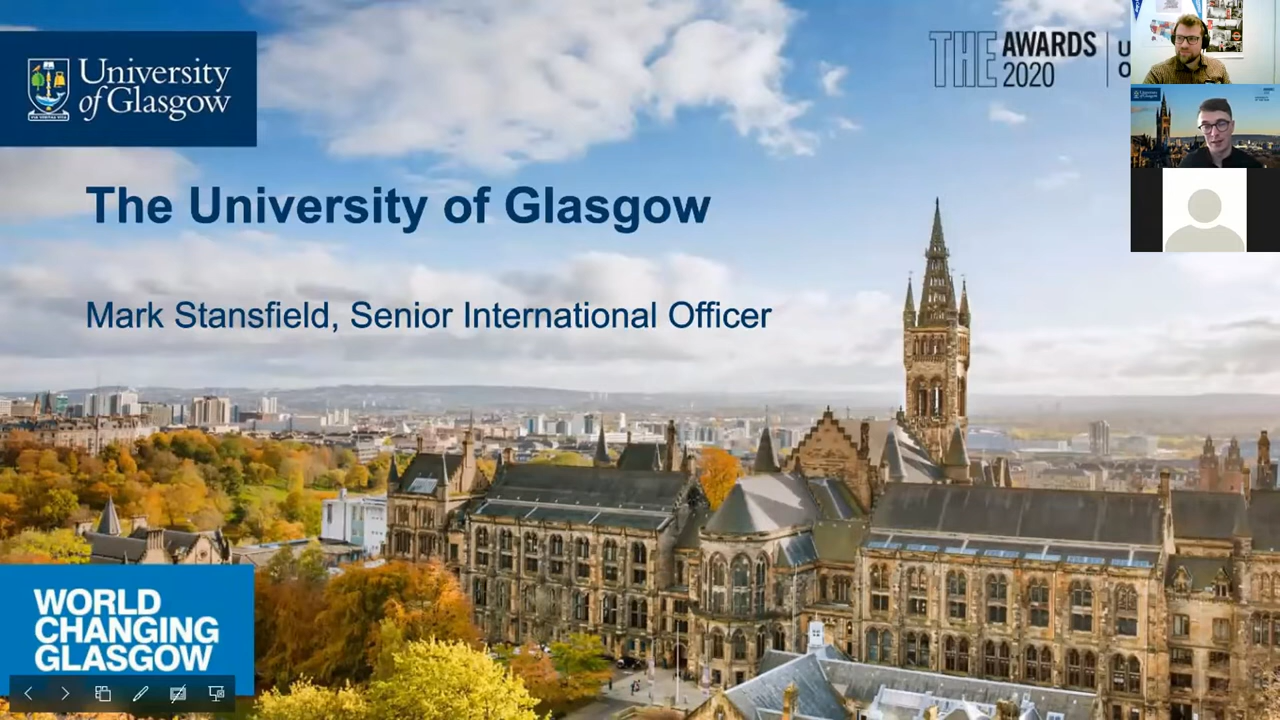 University
of Glasgow
THE AWARDS
2020
The University of Glasgow
Mark Stansfield, Senior International Officer
WORLD
CHANGING
GLASGOW